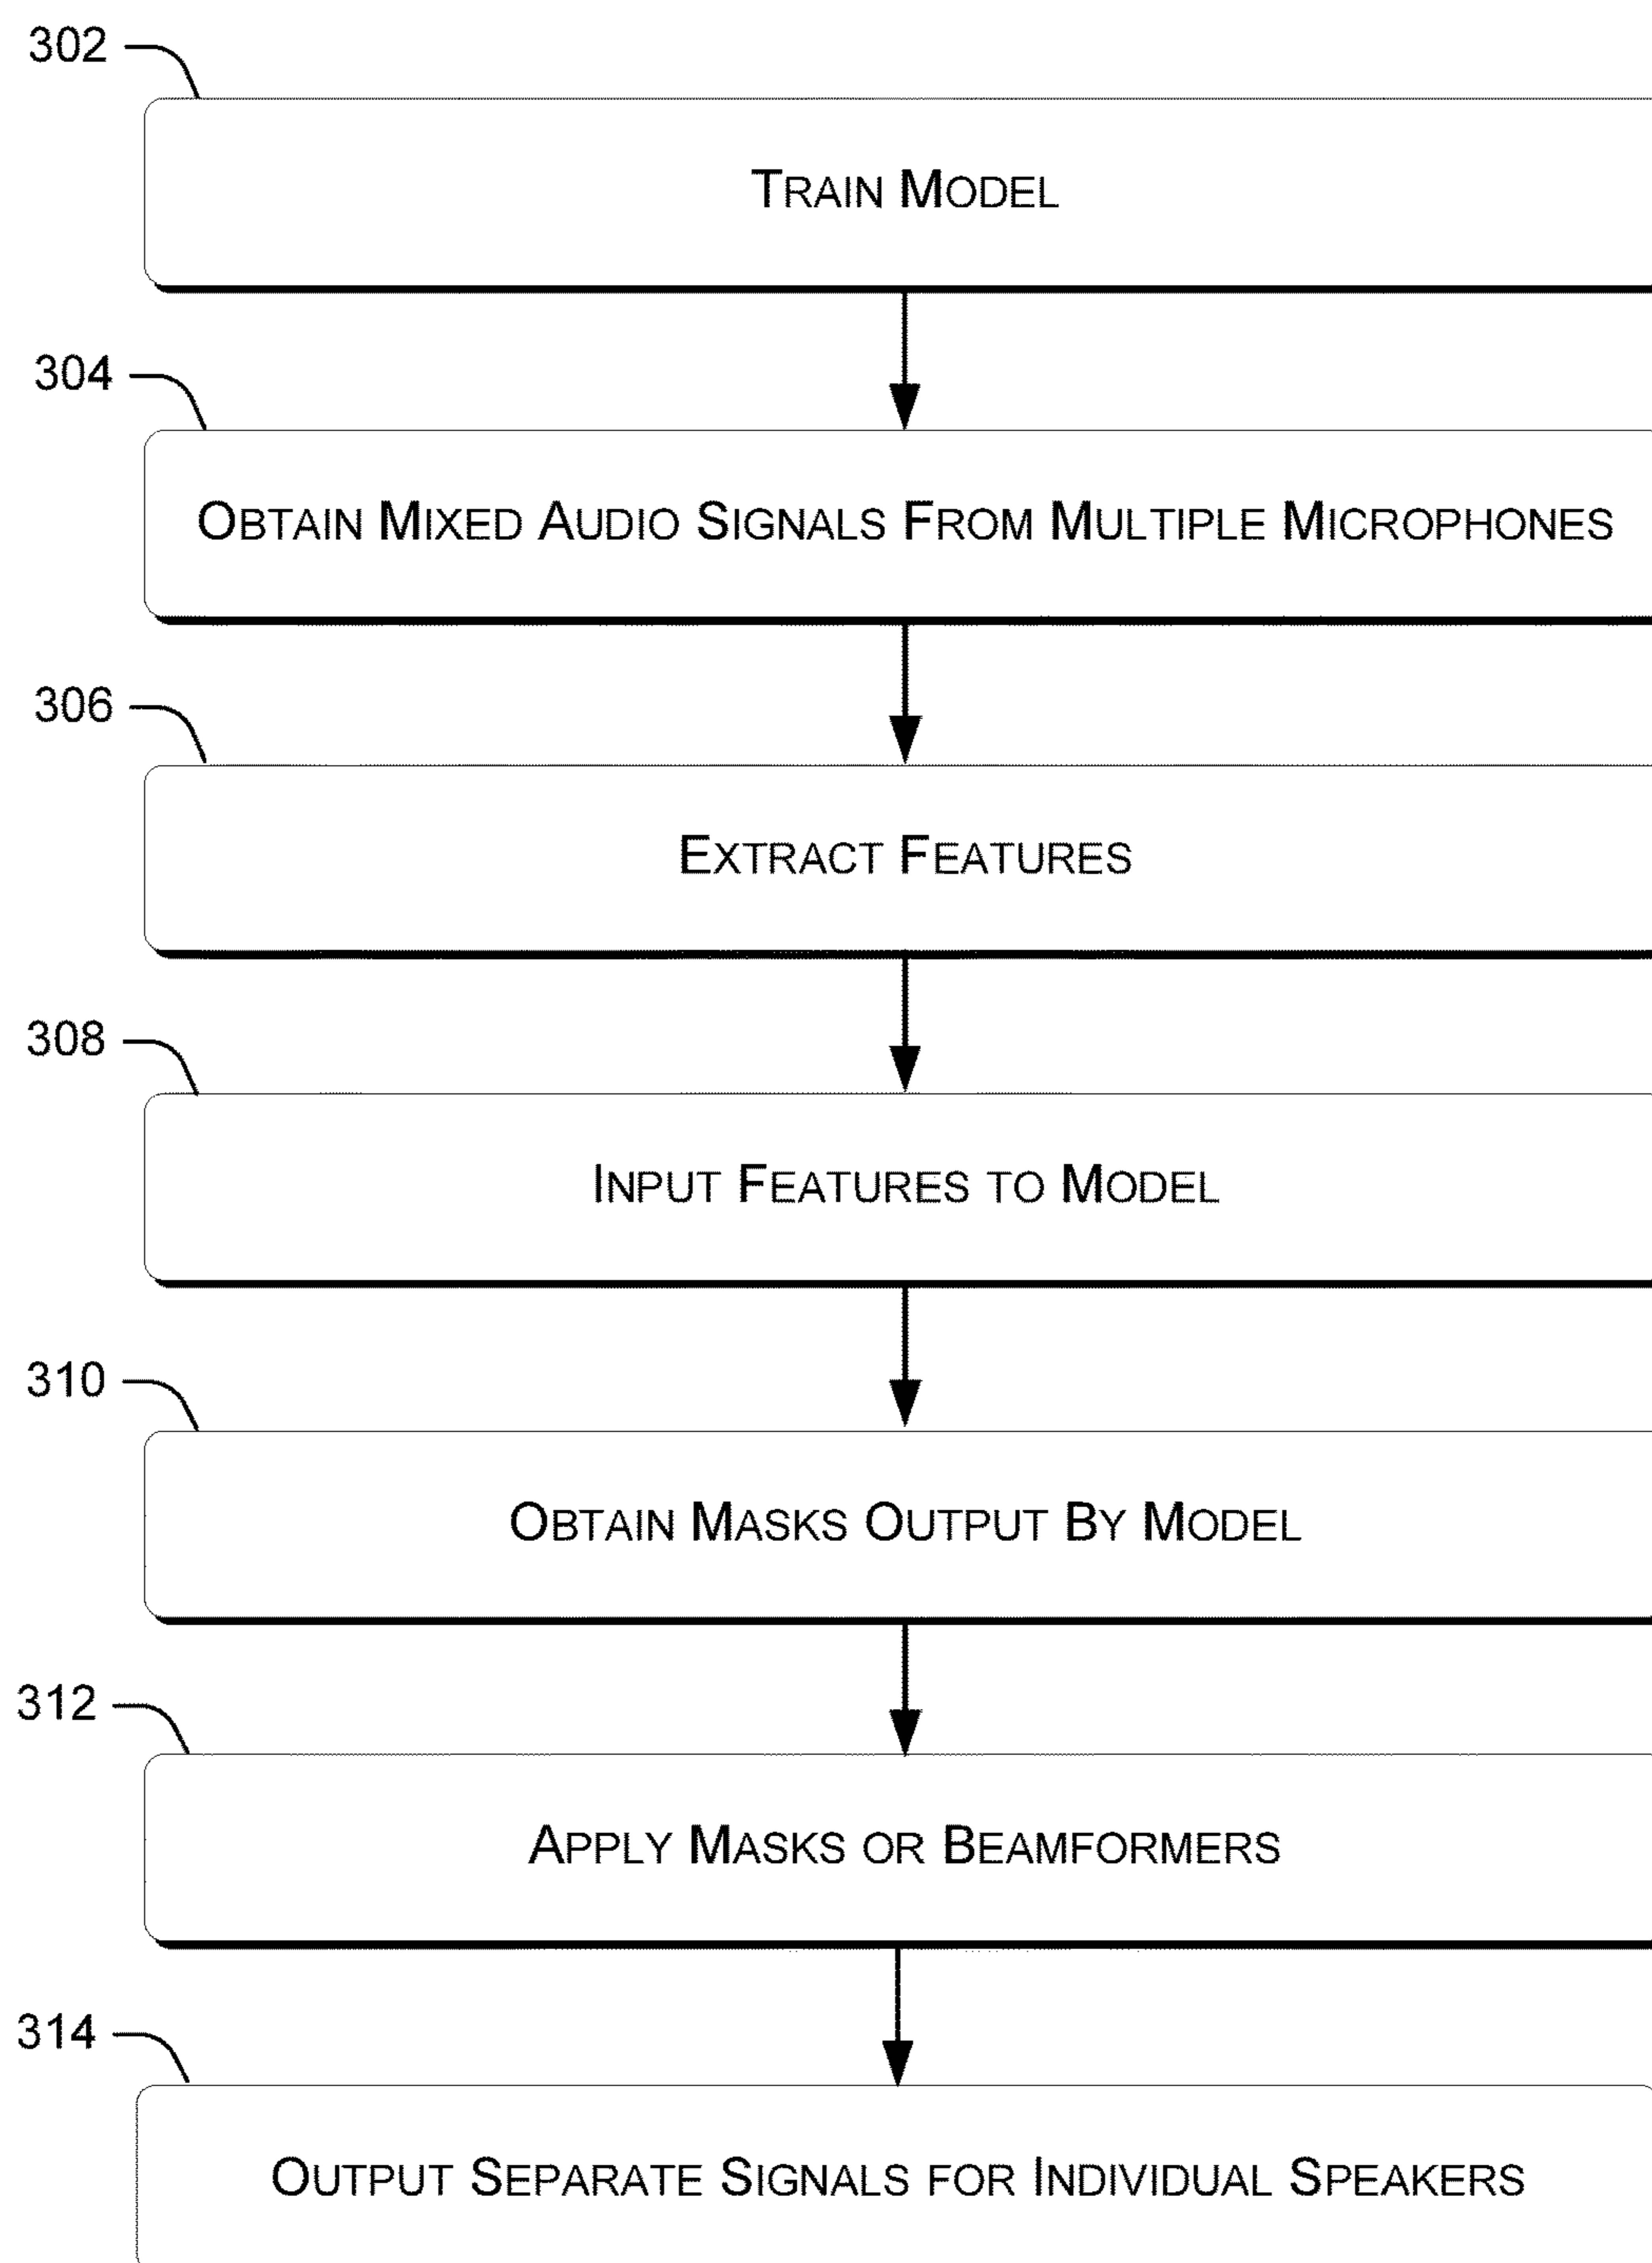 302
TRAIN MODEL
304
OBTAIN MIXED AUDIO SIGNALS FROM MULTIPLE MICROPHONES
306
EXTRACT FEATURES
308
INPUT FEATURES TO MODEL
310
OBTAIN MASKS OUTPUT BY MODEL
312
APPLY MASKS OR BEAMFORMERS
314
OUTPUT SEPARATE SIGNALS FOR INDIVIDUAL SPEAKERS